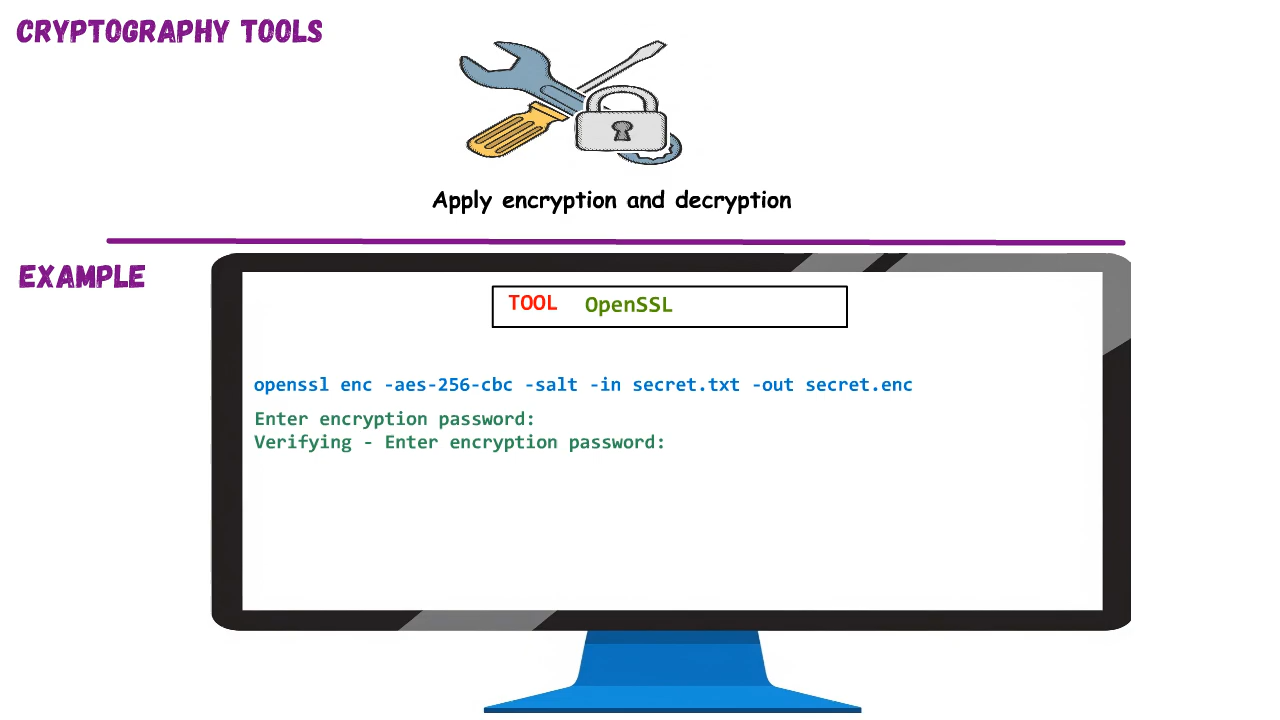 CRYPTOGRAPHY TOOLS
Apply encryption and decryption
EXAMPLE
TOOL OpenSSL
openssl enc -aes-256-cbc -salt -in secret.txt -out secret.enc
Enter encryption password:
Verifying - Enter encryption password: